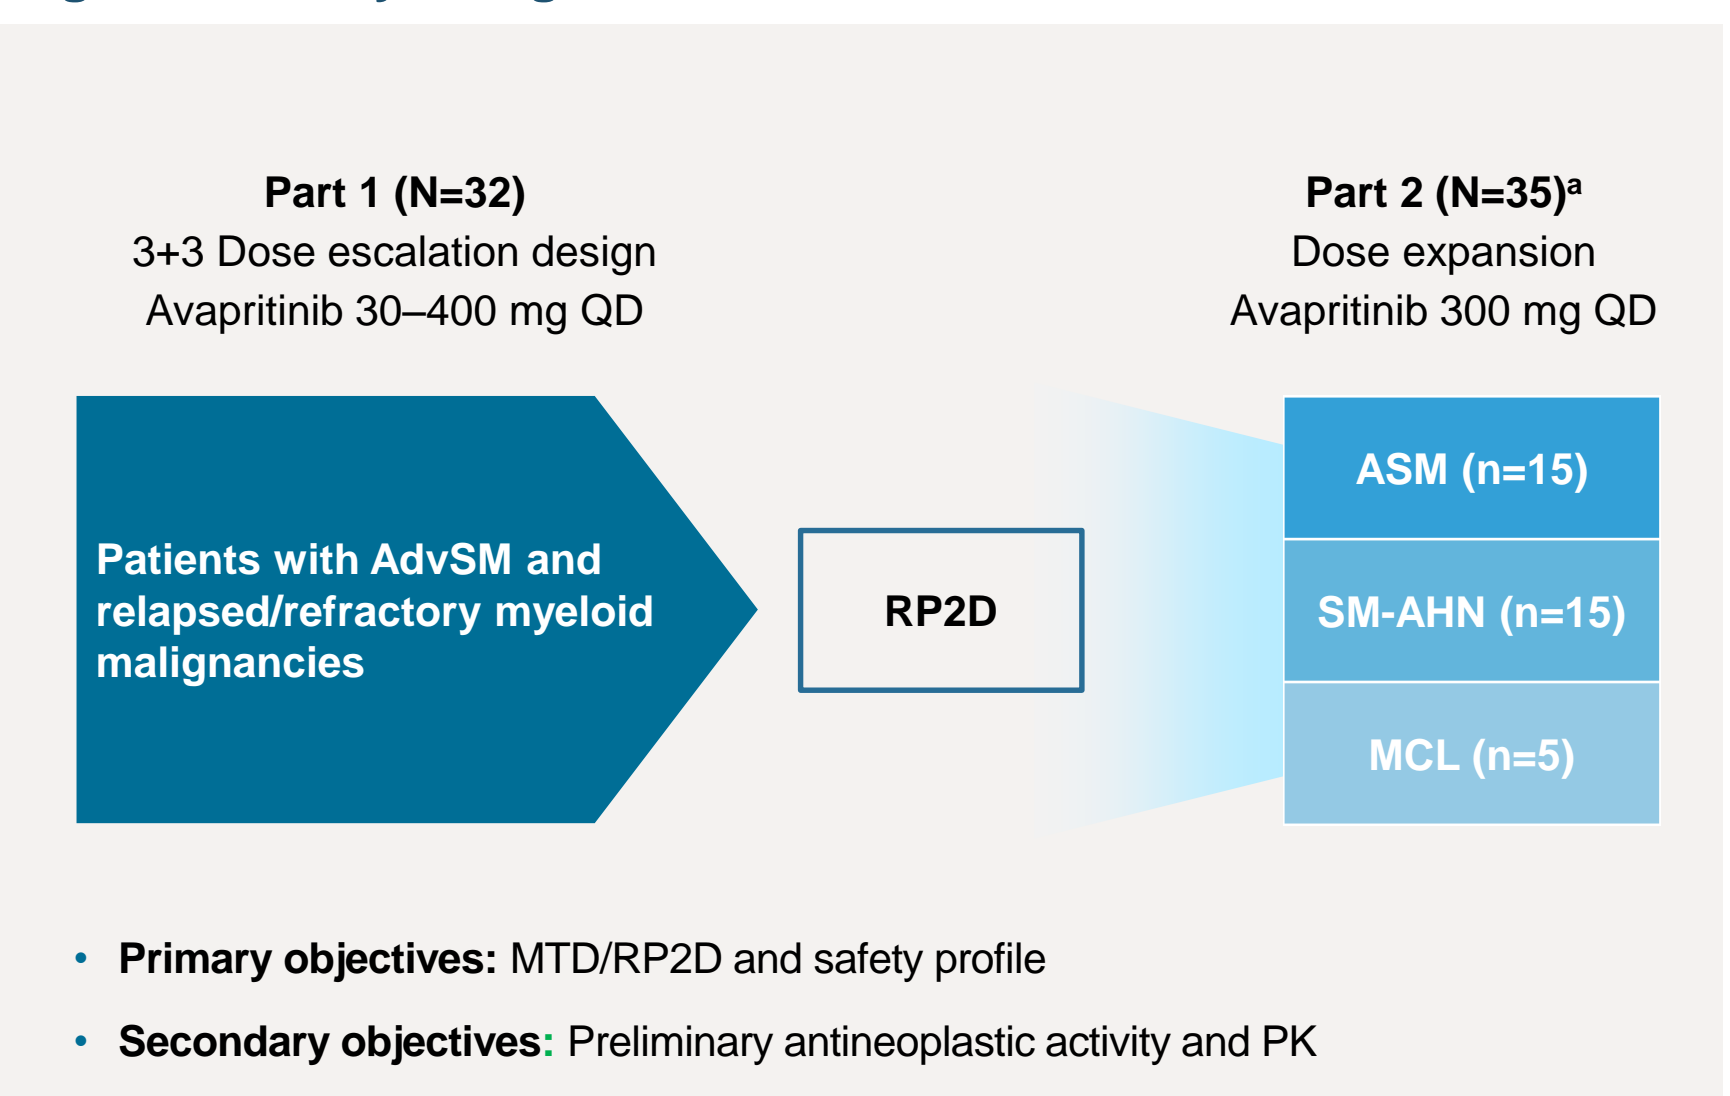 Part 1 (N=32)
3+3 Dose escalation design
Avapritinib 30–400 mg QD
Part 2 (N=35)ᵃ
Dose expansion
Avapritinib 300 mg QD
Patients with AdvSM and
relapsed/refractory myeloid
malignancies
RP2D
ASM (n=15)
SM-AHN (n=15)
MCL (n=5)
• Primary objectives: MTD/RP2D and safety profile
• Secondary objectives: Preliminary antineoplastic activity and PK